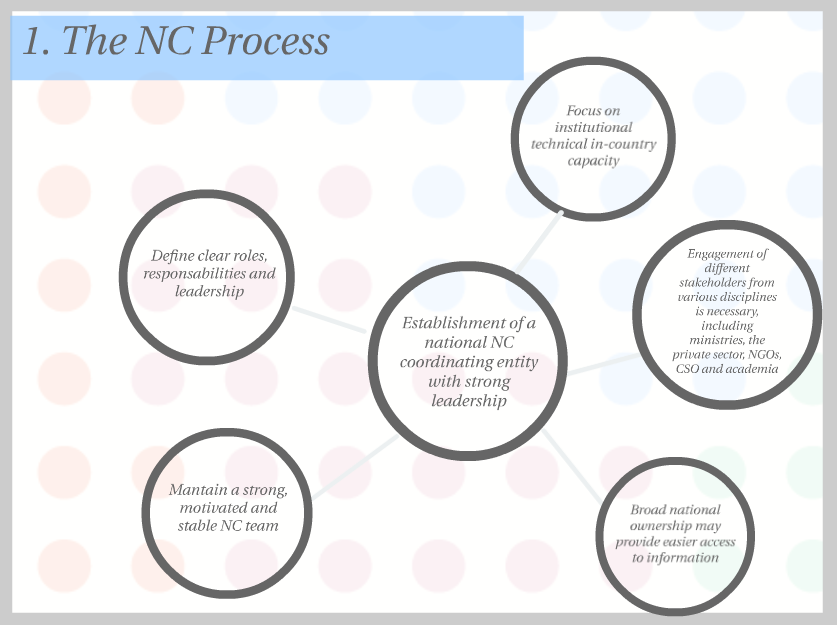 1. The NC Process
Focus on
institutional
technical in-country
capacity
Define clear roles,
responsabilities and
leadership
Engagement of
different
stakeholders from
various disciplines
is necessary,
including
ministries, the
private sector, NGOs,
CSO and academia
Establishment of a
national NC
coordinating entity
with strong
leadership
Mantain a strong,
motivated and
stable NC team
Broad national
ownership may
provide easier access
to information